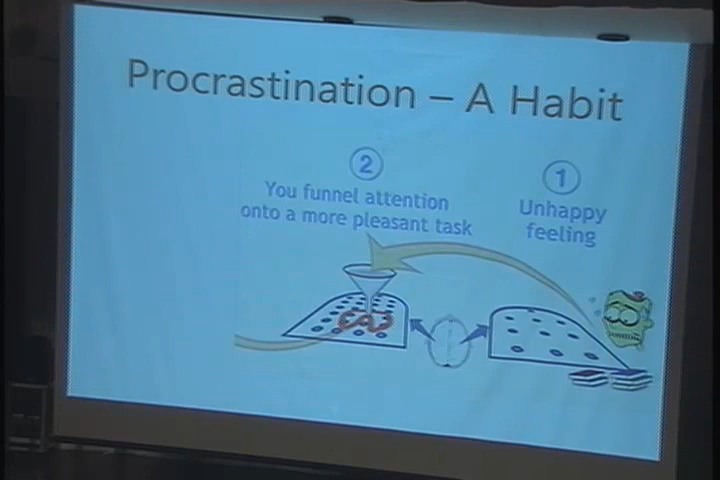 Procrastination – A Habit
2
You funnel attention
onto a more pleasant task
1
Unhappy
feeling